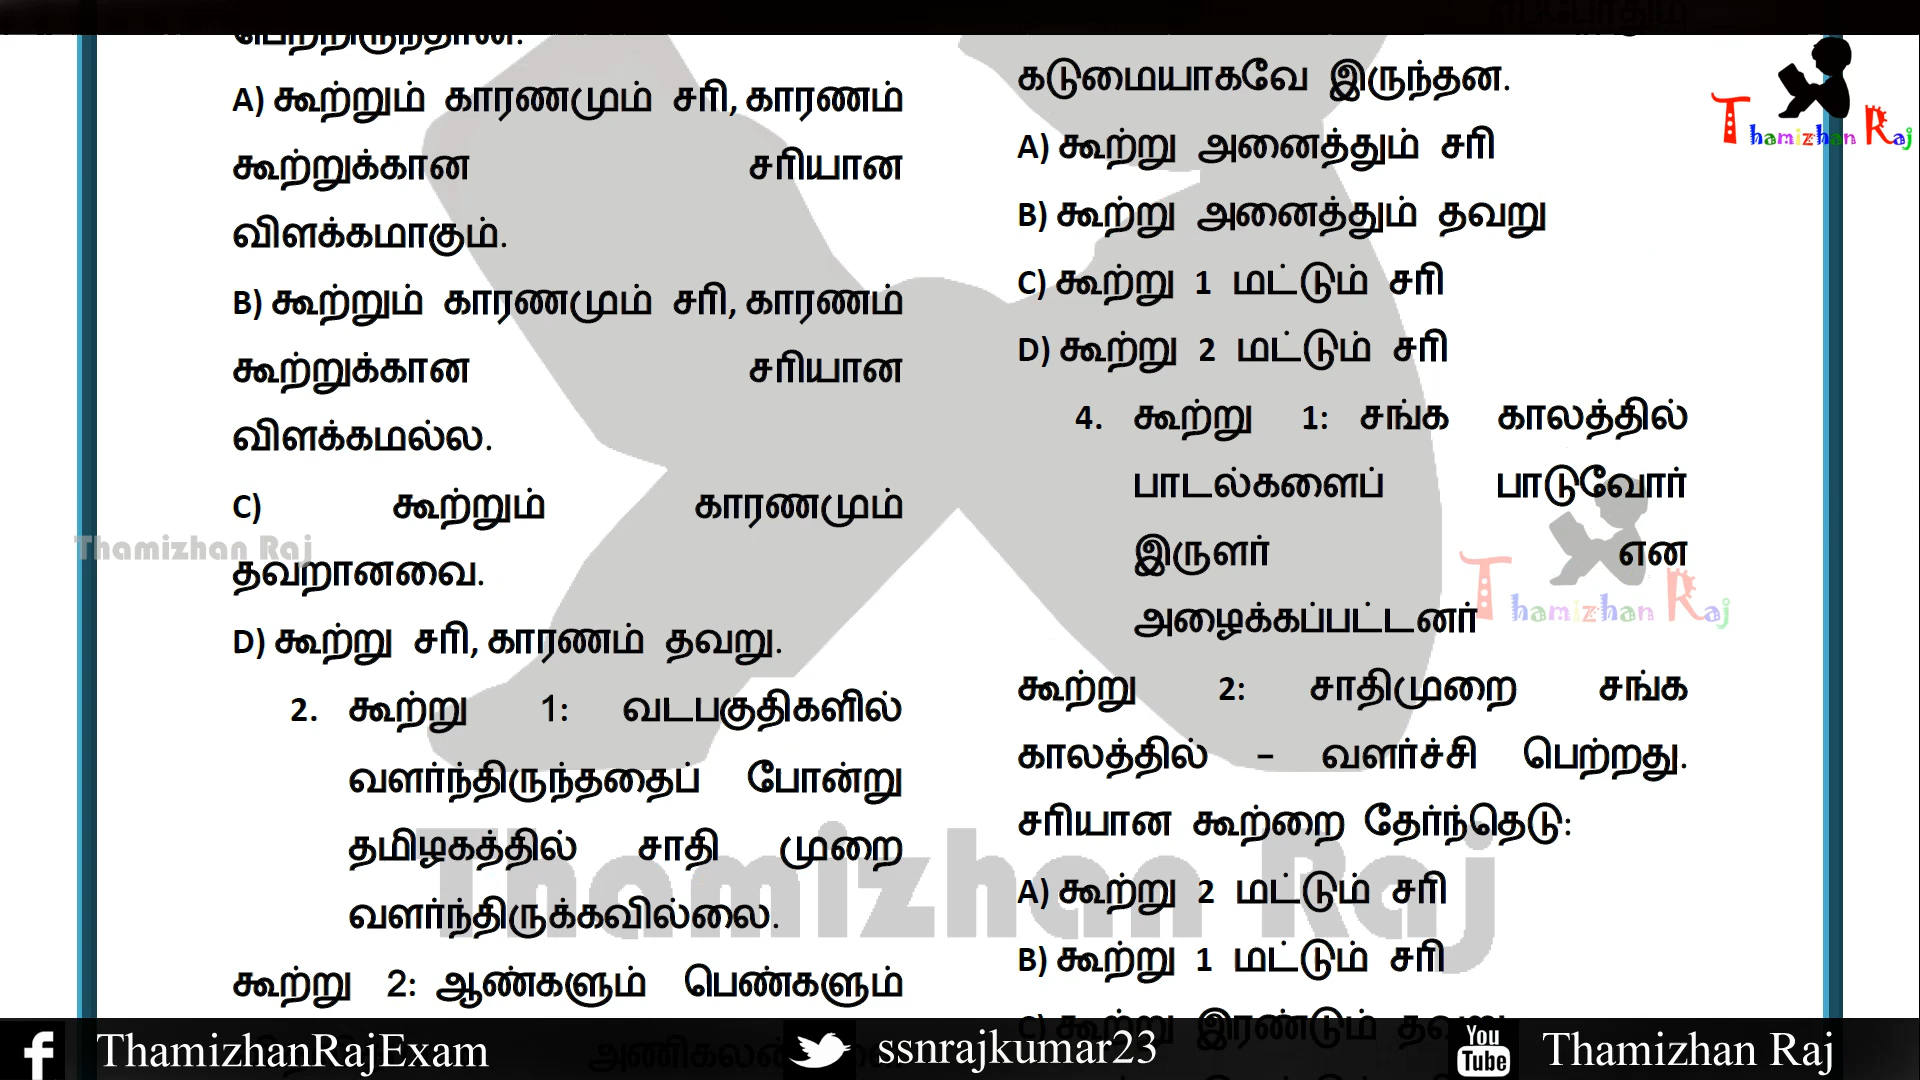 பெற்றிருந்தான்.
A) கூற்றும் காரணமும் சரி, காரணம்
கூற்றுக்கான சரியான
விளக்கமாகும்.
B) கூற்றும் காரணமும் சரி, காரணம்
கூற்றுக்கான சரியான
விளக்கமல்ல.
C) கூற்றும் காரணமும்
தவறானவை.
D) கூற்று சரி, காரணம் தவறு.
2. கூற்று 1: வடபகுதிகளில்
வளர்ந்திருந்ததைப் போன்று
தமிழகத்தில் சாதி முறை
வளர்ந்திருக்கவில்லை.
கூற்று 2: ஆண்களும் பெண்களும்
எப்போதும்
கடுமையாகவே இருந்தன.
A) கூற்று அனைத்தும் சரி
B) கூற்று அனைத்தும் தவறு
C) கூற்று 1 மட்டும் சரி
D) கூற்று 2 மட்டும் சரி
4. கூற்று 1: சங்க காலத்தில்
பாடல்களைப் பாடுவோர்
இருளர் என
அழைக்கப்பட்டனர்
கூற்று 2: சாதிமுறை சங்க
காலத்தில் – வளர்ச்சி பெற்றது.
சரியான கூற்றை தேர்ந்தெடு:
A) கூற்று 2 மட்டும் சரி
B) கூற்று 1 மட்டும் சரி
C) கூற்று இரண்டும் தவறு
Thamizhan Raj
Thamizhan Raj
Thamizhan Raj
Thamizhan Raj
ThamizhanRajExam
ssnrajkumar23
You Tube
Thamizhan Raj